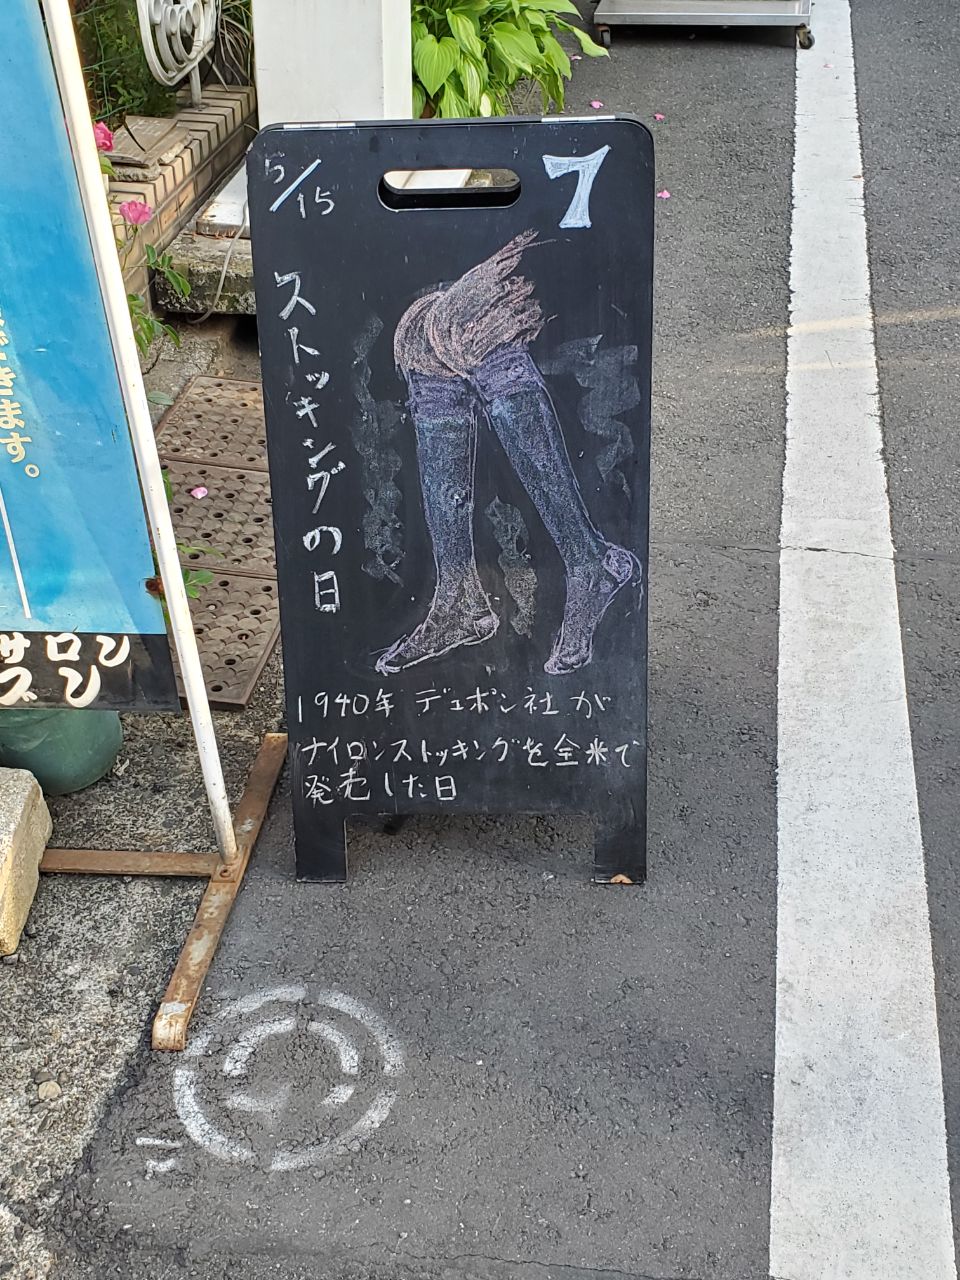 5/15
7
ストッキングの日
1940年 デュポン社が
ナイロンストッキングを全米で
発売した日
できます。
サロン
ズン